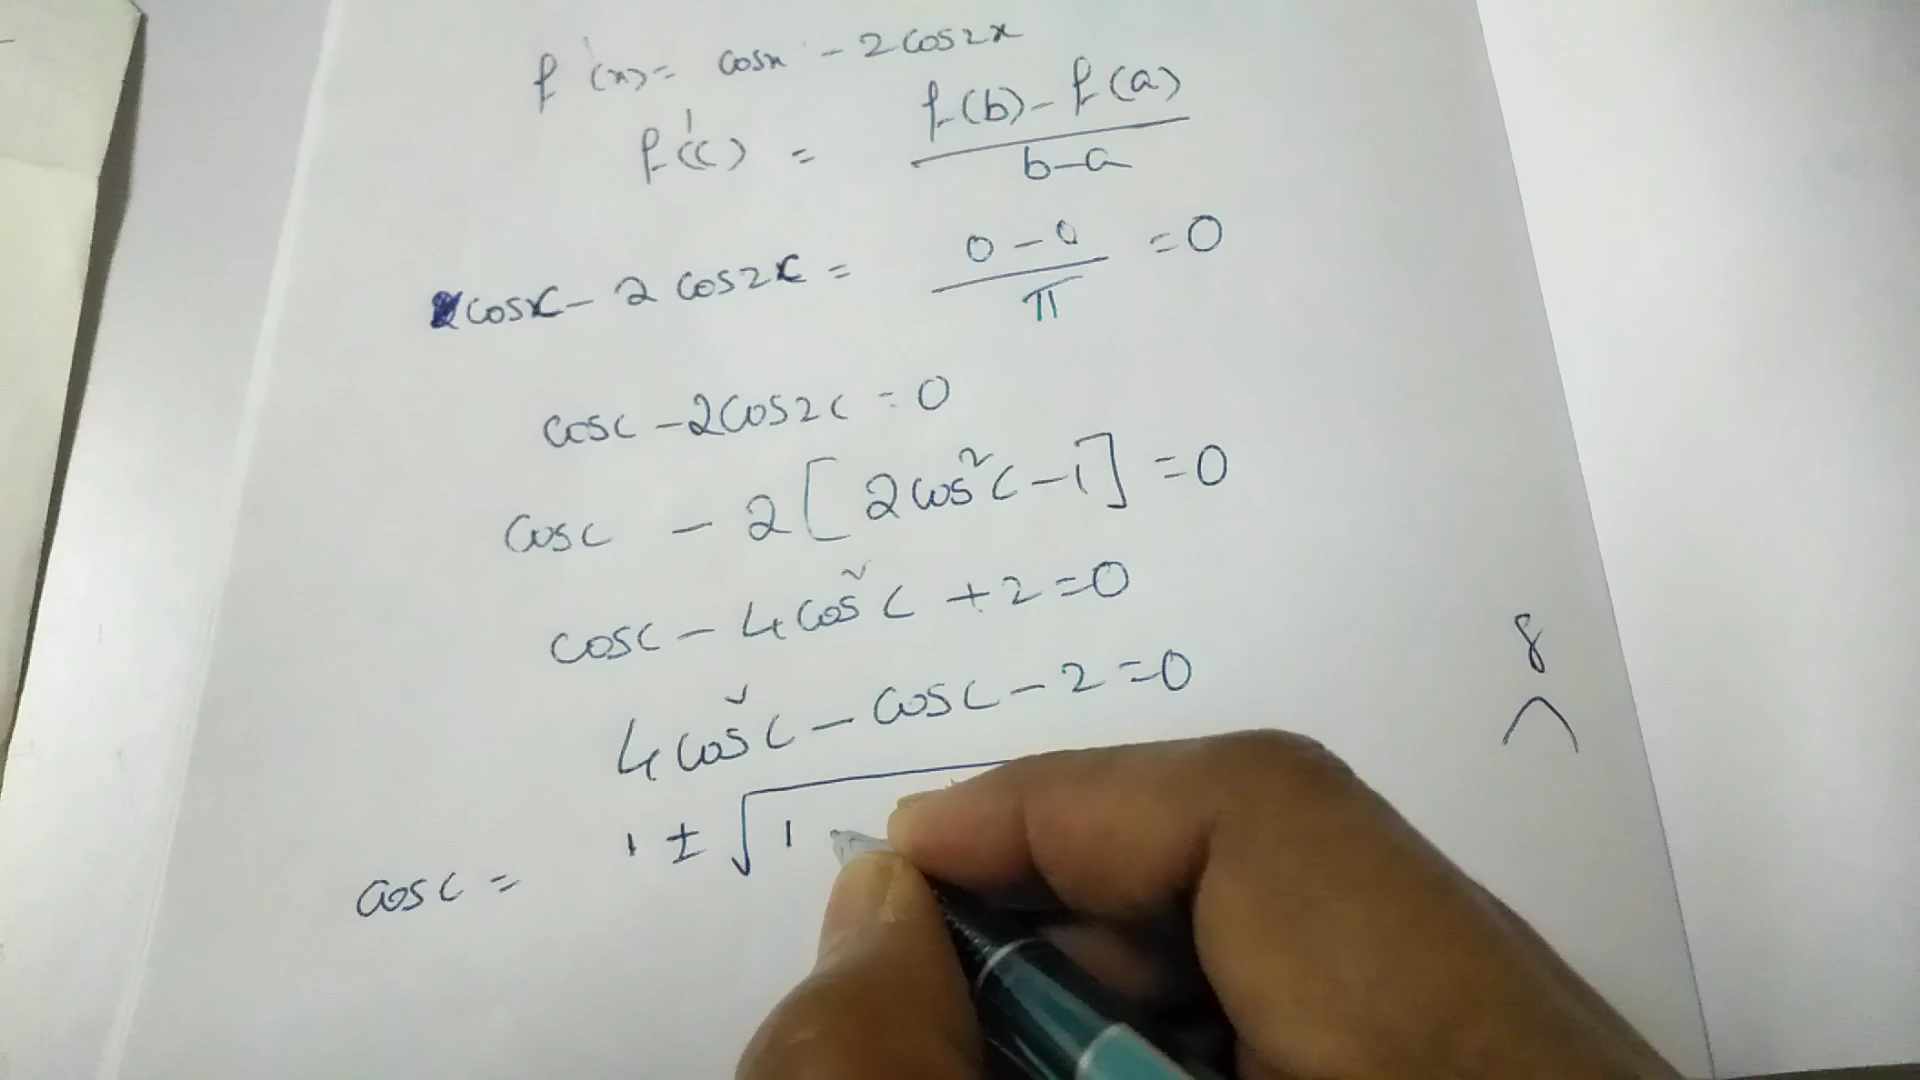 f'(x) = cosx - 2cos2x
f'(c) = f(b) - f(a) / b-a
cosc - 2cos2c = 0-0 / π = 0
cosc - 2cos2c = 0
cosc - 2[2cos²c - 1] = 0
cosc - 4cos²c + 2 = 0
4cos²c - cosc - 2 = 0
cosc = 1 ± √1
8